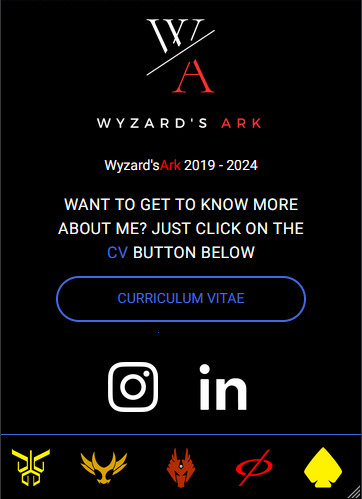 W
A
WYZARD'S ARK
Wyzard'sArk 2019 - 2024
WANT TO GET TO KNOW MORE
ABOUT ME? JUST CLICK ON THE
CV BUTTON BELOW
CURRICULUM VITAE
in